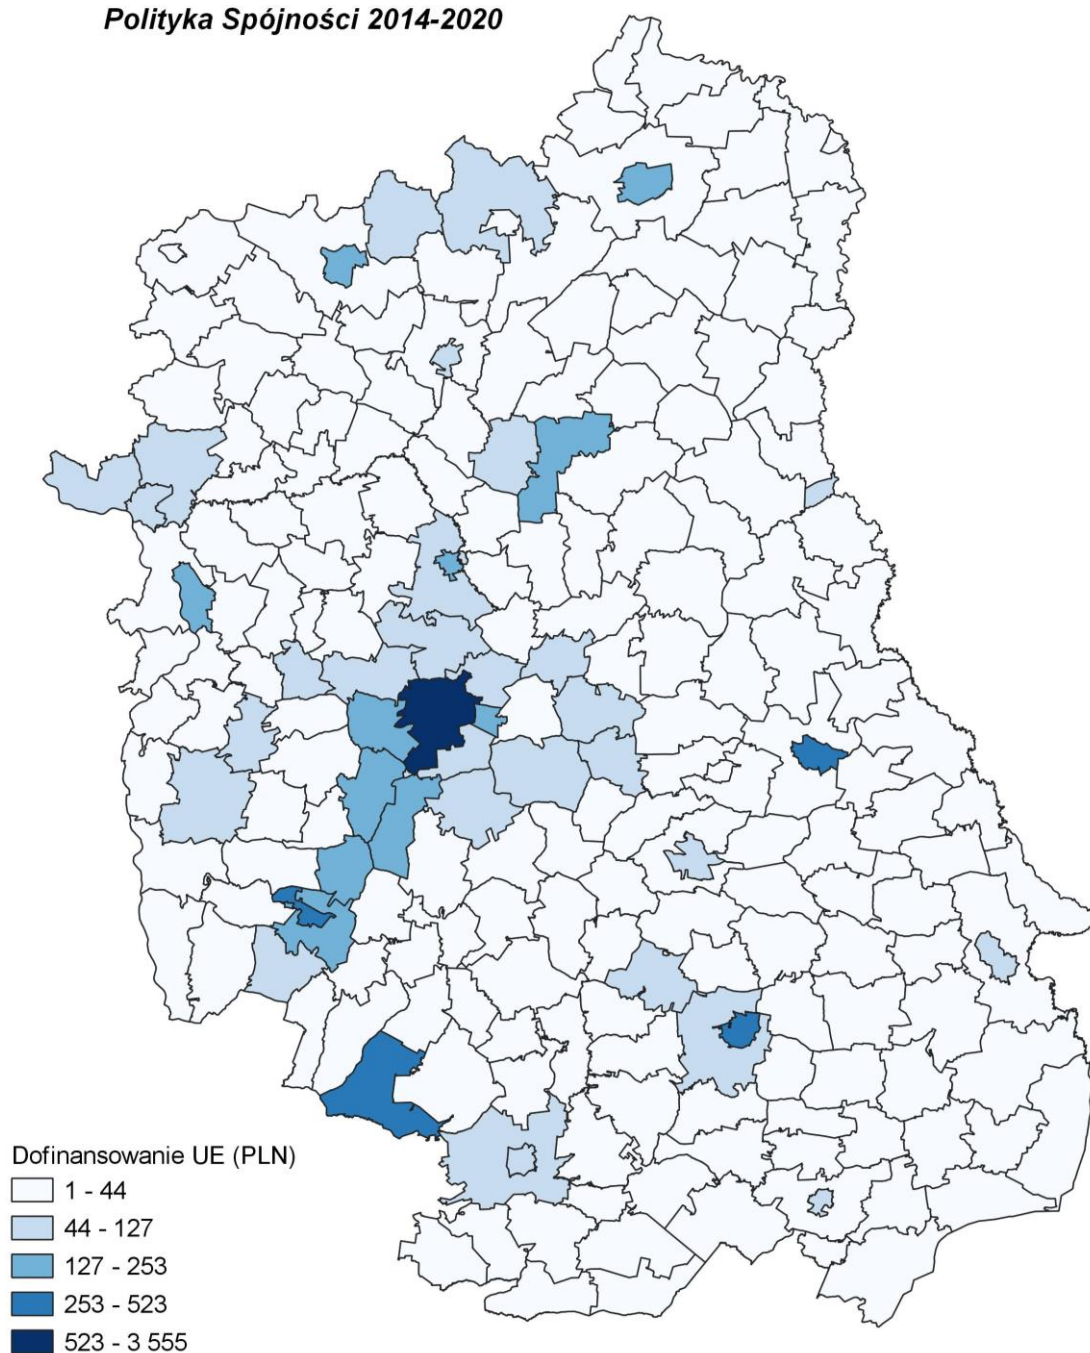 Polityka Spójności 2014-2020
Dofinansowanie UE (PLN)
1 - 44
44 - 127
127 - 253
253 - 523
523 - 3 555